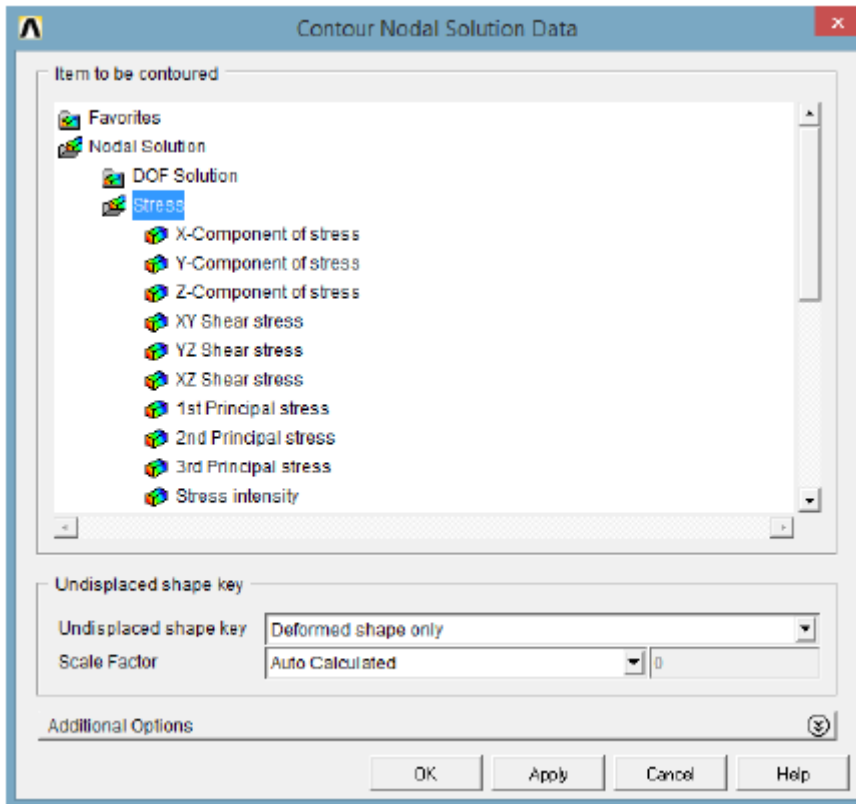 Contour Nodal Solution Data
Item to be contoured
Favorites
Nodal Solution
DOF Solution
Stress
X-Component of stress
Y-Component of stress
Z-Component of stress
XY Shear stress
YZ Shear stress
XZ Shear stress
1st Principal stress
2nd Principal stress
3rd Principal stress
Stress intensity
Undisplaced shape key
Undisplaced shape key Deformed shape only
Scale Factor Auto Calculated 0
Additional Options
OK Apply Cancel Help